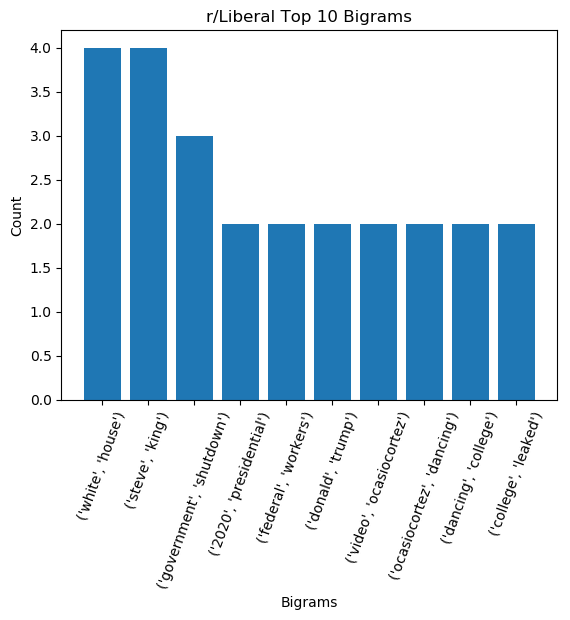 r/Liberal Top 10 Bigrams
Count
4.0
3.5
3.0
2.5
2.0
1.5
1.0
0.5
0.0
('white', 'house')
('steve', 'king')
('government', 'shutdown')
('2020', 'presidential')
('federal', 'workers')
('donald', 'trump')
('video', 'ocasiocortez')
('ocasiocortez', 'dancing')
('dancing', 'college')
('college', 'leaked')
Bigrams